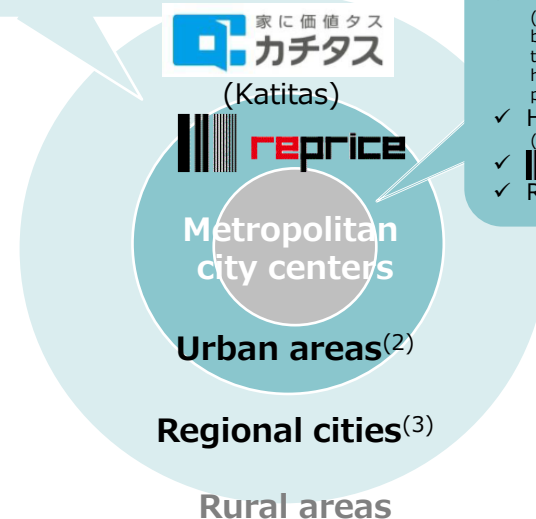 家に価値タス
カチタス
(Katitas)
reprice
Metropolitan
city centers
Urban areas(2)
Regional cities(3)
Rural areas
(
b
t
h
p
✓ H
(
✓
✓ R